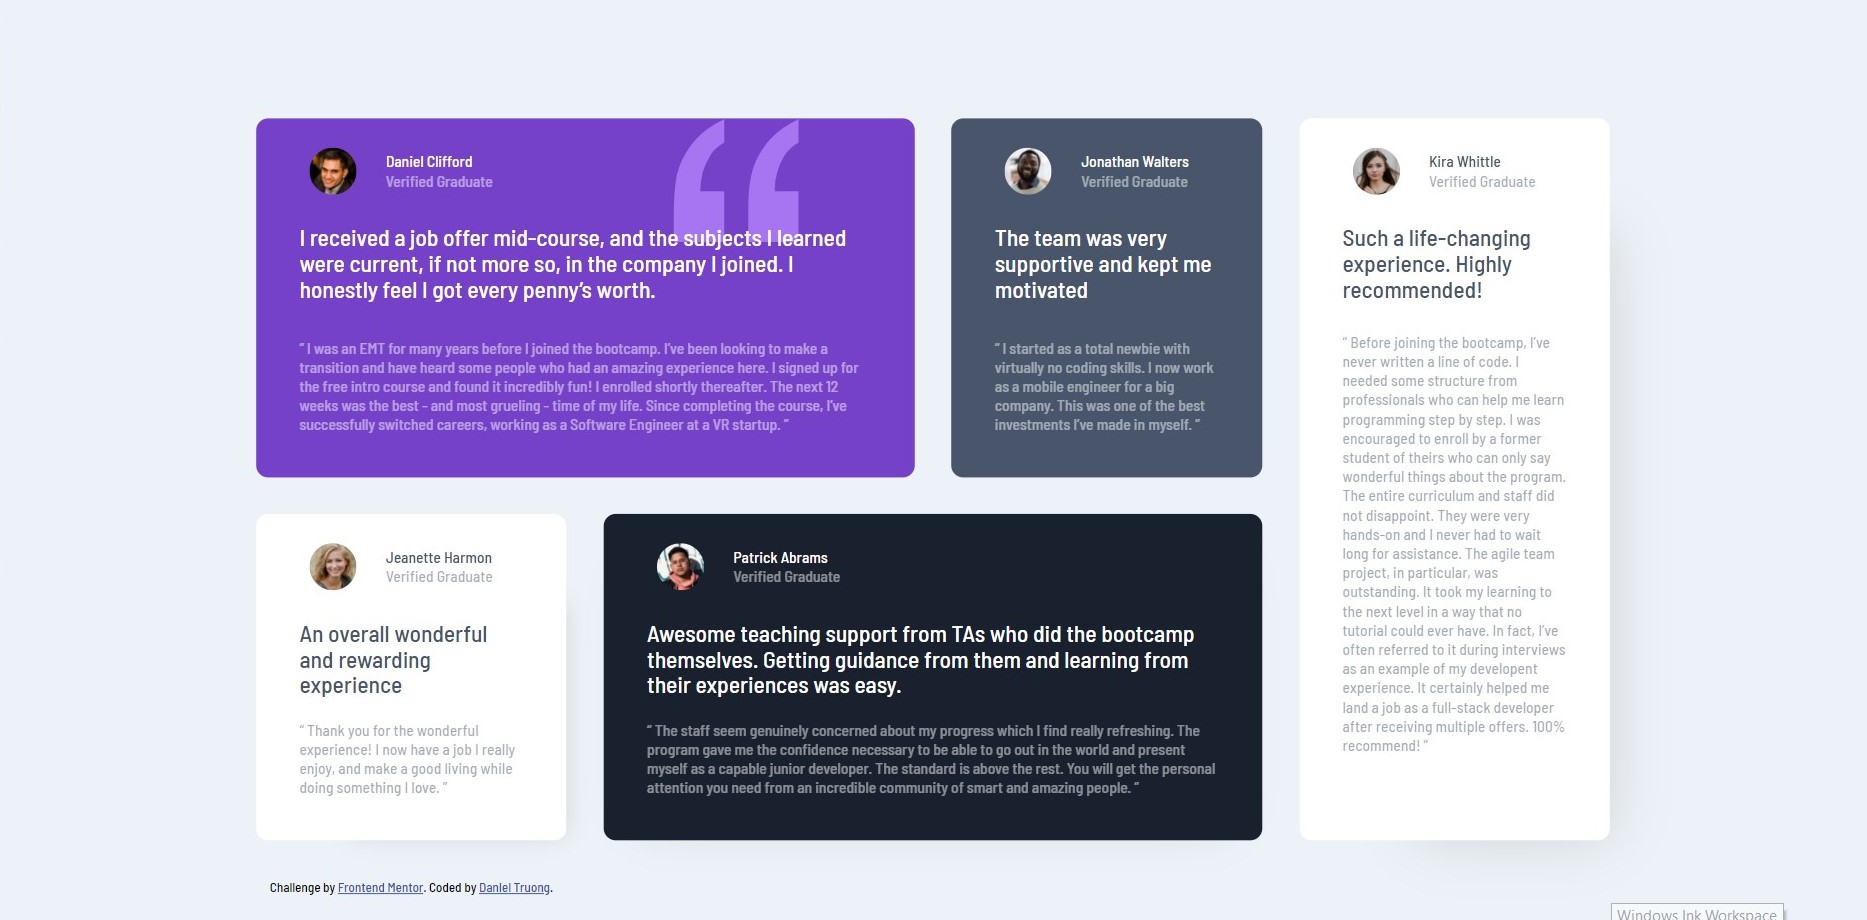 Daniel Clifford
Verified Graduate
I received a job offer mid-course, and the subjects I learned
were current, if not more so, in the company I joined. I
honestly feel I got every penny’s worth.
“ I was an EMT for many years before I joined the bootcamp. I’ve been looking to make a
transition and have heard some people who had an amazing experience here. I signed up for
the free intro course and found it incredibly fun! I enrolled shortly thereafter. The next 12
weeks was the best - and most grueling - time of my life. Since completing the course, I’ve
successfully switched careers, working as a Software Engineer at a VR startup. ”
Jonathan Walters
Verified Graduate
The team was very
supportive and kept me
motivated
“ I started as a total newbie with
virtually no coding skills. I now work
as a mobile engineer for a big
company. This was one of the best
investments I’ve made in myself. ”
Kira Whittle
Verified Graduate
Such a life-changing
experience. Highly
recommended!
“ Before joining the bootcamp, I’ve
never written a line of code. I
needed some structure from
professionals who can help me learn
programming step by step. I was
encouraged to enroll by a former
student of theirs who can only say
wonderful things about the program.
The entire curriculum and staff did
not disappoint. They were very
hands-on and I never had to wait
long for assistance. The agile team
project, in particular, was
outstanding. It took my learning to
the next level in a way that no
tutorial could ever have. In fact, I’ve
often referred to it during interviews
as an example of my developent
experience. It certainly helped me
land a job as a full-stack developer
after receiving multiple offers. 100%
recommend! ”
Jeanette Harmon
Verified Graduate
An overall wonderful
and rewarding
experience
“ Thank you for the wonderful
experience! I now have a job I really
enjoy, and make a good living while
doing something I love. ”
Patrick Abrams
Verified Graduate
Awesome teaching support from TAs who did the bootcamp
themselves. Getting guidance from them and learning from
their experiences was easy.
“ The staff seem genuinely concerned about my progress which I find really refreshing. The
program gave me the confidence necessary to be able to go out in the world and present
myself as a capable junior developer. The standard is above the rest. You will get the personal
attention you need from an incredible community of smart and amazing people. ”
Challenge by Frontend Mentor. Coded by Daniel Truong.
Windows Ink Workspace